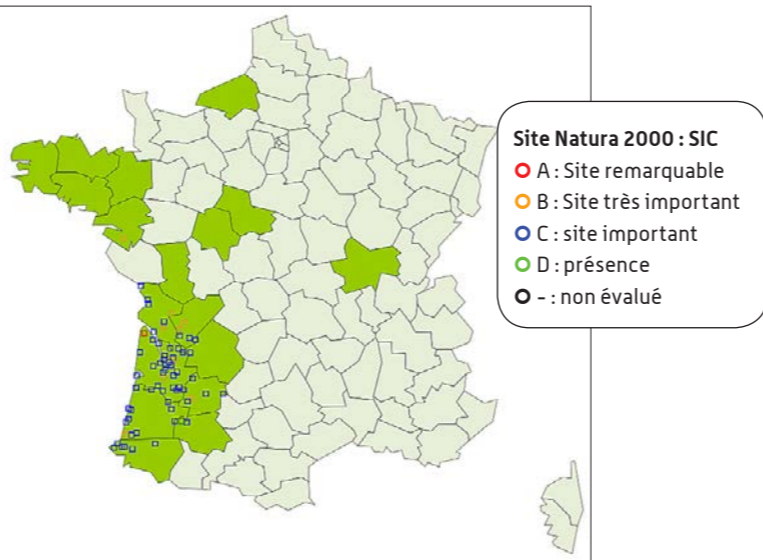 Site Natura 2000 : SIC
A : Site remarquable
B : Site très important
C : site important
D : présence
- : non évalué